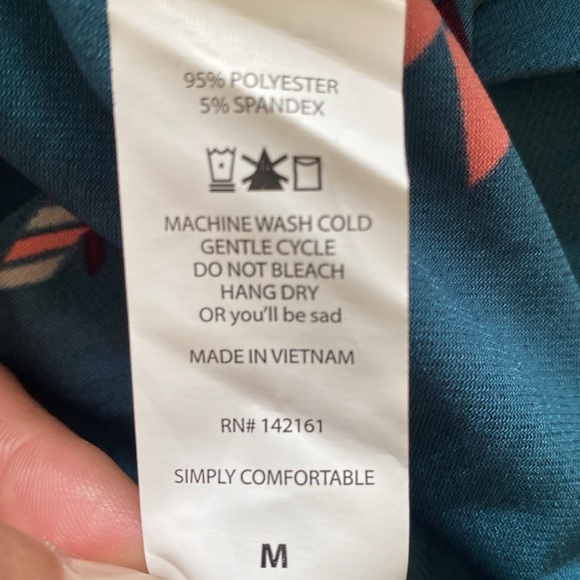 95% POLYESTER
5% SPANDEX
MACHINE WASH COLD
GENTLE CYCLE
DO NOT BLEACH
HANG DRY
OR you'll be sad
MADE IN VIETNAM
RN# 142161
SIMPLY COMFORTABLE
M